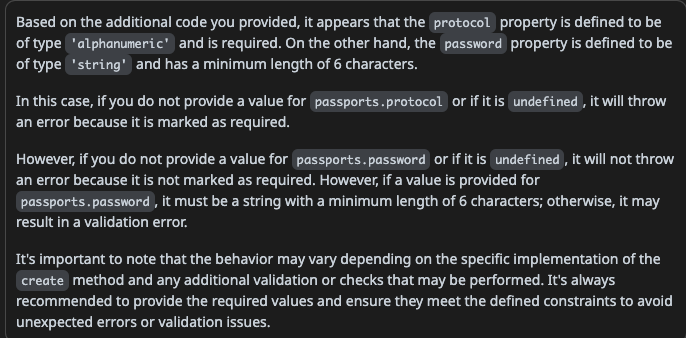 Based on the additional code you provided, it appears that the protocol
property is defined to be
of type 'alphanumeric' and is required. On the other hand, the password property is defined to be
of type 'string' and has a minimum length of 6 characters.
In this case, if you do not provide a value for passports.protocol or if it is undefined, it will throw
an error because it is marked as required.
However, if you do not provide a value for passports.password or if it is undefined, it will not throw
an error because it is not marked as required. However, if a value is provided for
passports.password, it must be a string with a minimum length of 6 characters; otherwise, it may
result in a validation error.
It's important to note that the behavior may vary depending on the specific implementation of the
create method and any additional validation or checks that may be performed. It's always
recommended to provide the required values and ensure they meet the defined constraints to avoid
unexpected errors or validation issues.